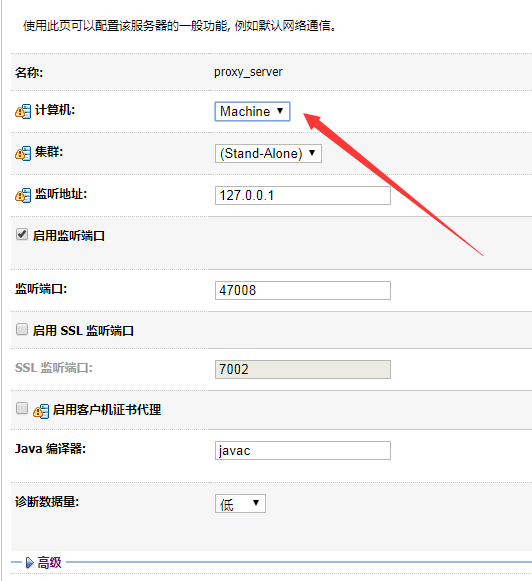 使用此页可以配置该服务器的一般功能, 例如默认网络通信。
名称: proxy_server
计算机: Machine
集群: (Stand-Alone)
监听地址: 127.0.0.1
启用监听端口
监听端口: 47008
启用 SSL 监听端口
SSL 监听端口: 7002
启用客户机证书代理
Java 编译器: javac
诊断数据量: 低
高级